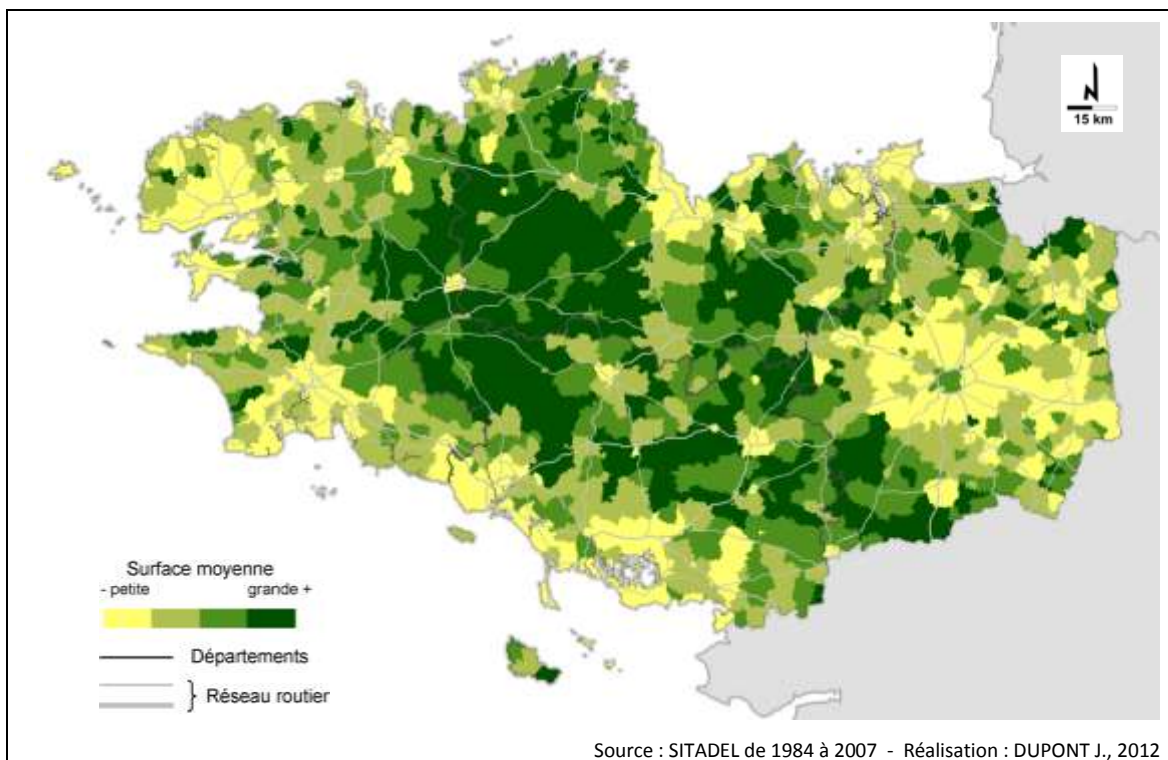 N
15 km
Surface moyenne
- petite grande +
Départements
} Réseau routier
Source : SITADEL de 1984 à 2007 - Réalisation : DUPONT J., 2012